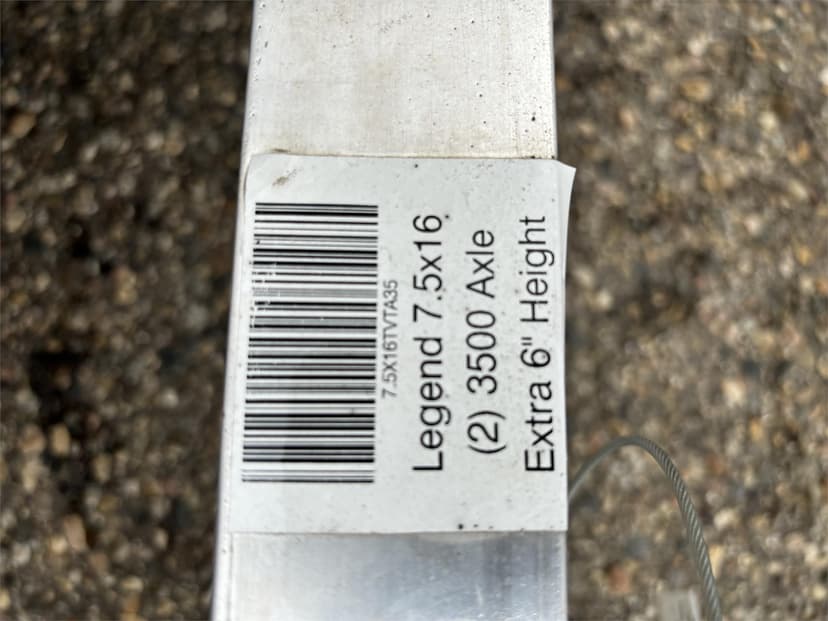 7.5X16TVTA35
Legend 7.5x16
(2) 3500 Axle
Extra 6" Height